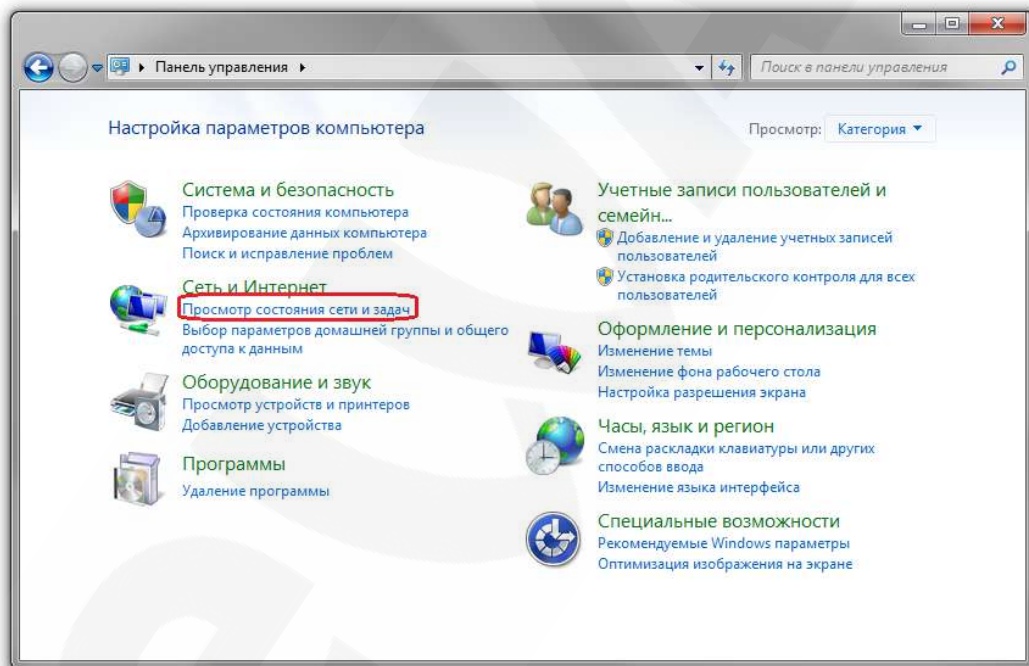 Панель управления
Поиск в панели управления
Настройка параметров компьютера
Просмотр: Категория
Система и безопасность
Проверка состояния компьютера
Архивирование данных компьютера
Поиск и исправление проблем
Сеть и Интернет
Просмотр состояния сети и задач
Выбор параметров домашней группы и общего
доступа к данным
Оборудование и звук
Просмотр устройств и принтеров
Добавление устройства
Программы
Удаление программы
Учетные записи пользователей и
семейн...
Добавление и удаление учетных записей
пользователей
Установка родительского контроля для всех
пользователей
Оформление и персонализация
Изменение темы
Изменение фона рабочего стола
Настройка разрешения экрана
Часы, язык и регион
Смена раскладки клавиатуры или других
способов ввода
Изменение языка интерфейса
Специальные возможности
Рекомендуемые Windows параметры
Оптимизация изображения на экране